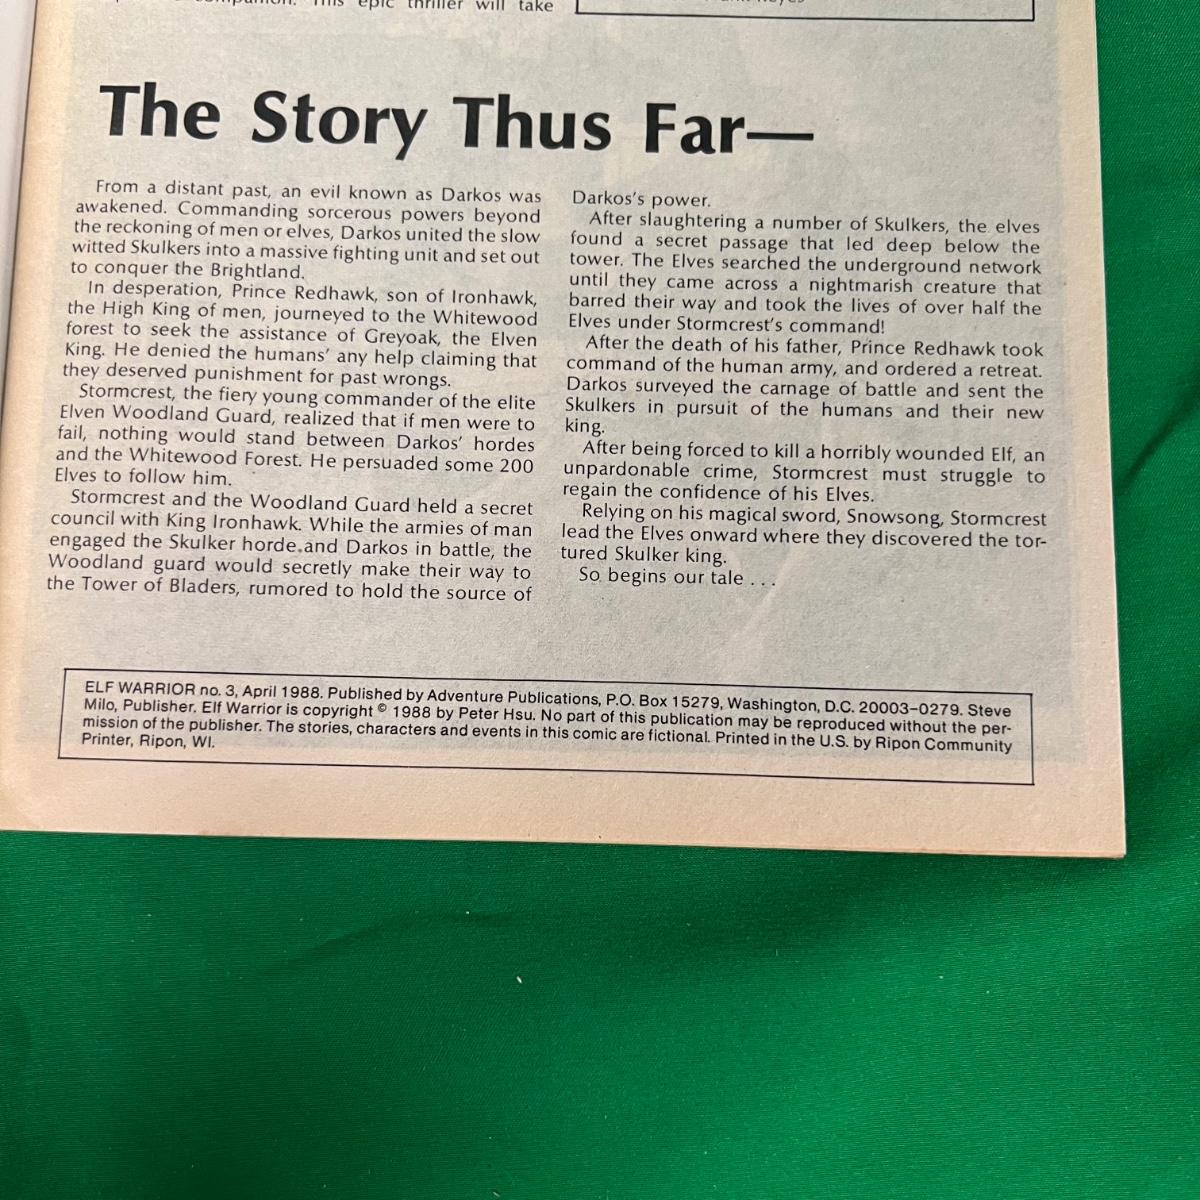 This epic thriller will take
The Story Thus Far—
From a distant past, an evil known as Darkos was
awakened. Commanding sorcerous powers beyond
the reckoning of men or elves, Darkos united the slow
witted Skulkers into a massive fighting unit and set out
to conquer the Brightland.
In desperation, Prince Redhawk, son of Ironhawk,
the High King of men, journeyed to the Whitewood
forest to seek the assistance of Greyoak, the Elven
King. He denied the humans' any help claiming that
they deserved punishment for past wrongs.
Stormcrest, the fiery young commander of the elite
Elven Woodland Guard, realized that if men were to
fail, nothing would stand between Darkos' hordes
and the Whitewood Forest. He persuaded some 200
Elves to follow him.
Stormcrest and the Woodland Guard held a secret
council with King Ironhawk. While the armies of man
engaged the Skulker horde.and Darkos in battle, the
Woodland guard would secretly make their way to
the Tower of Bladers, rumored to hold the source of
Darkos's power.
After slaughtering a number of Skulkers, the elves
found a secret passage that led deep below the
tower. The Elves searched the underground network
until they came across a nightmarish creature that
barred their way and took the lives of over half the
Elves under Stormcrest's command!
After the death of his father, Prince Redhawk took
command of the human army, and ordered a retreat.
Darkos surveyed the carnage of battle and sent the
Skulkers in pursuit of the humans and their new
king.
After being forced to kill a horribly wounded Elf, an
unpardonable crime, Stormcrest must struggle to
regain the confidence of his Elves.
Relying on his magical sword, Snowsong, Stormcrest
lead the Elves onward where they discovered the tor-
tured Skulker king.
So begins our tale . . .
ELF WARRIOR no. 3, April 1988. Published by Adventure Publications, P.O. Box 15279, Washington, D.C. 20003-0279. Steve
Milo, Publisher. Elf Warrior is copyright © 1988 by Peter Hsu. No part of this publication may be reproduced without the per-
mission of the publisher. The stories, characters and events in this comic are fictional. Printed in the U.S. by Ripon Community
Printer, Ripon, WI.